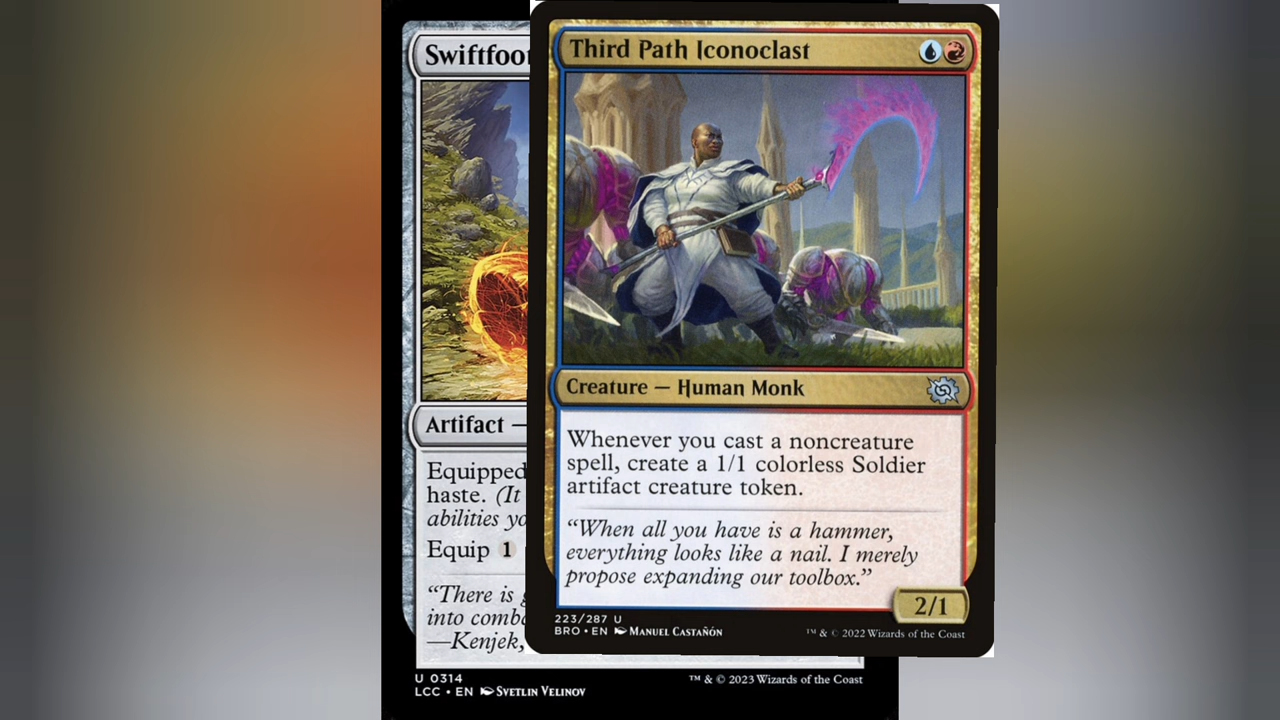 Third Path Iconoclast
Creature — Human Monk
Whenever you cast a noncreature
spell, create a 1/1 colorless Soldier
artifact creature token.
“When all you have is a hammer,
everything looks like a nail. I merely
propose expanding our toolbox.”
2/1
223/287 U
BRO • EN Manuel Castañón
™ & © 2022 Wizards of the Coast
Artifact —
Equipped
haste. (It
abilities
Equip 1
“There is
into
—Kenjek,
U 0314
LCC • EN Svetlin Velinov
™ & © 2023 Wizards of the Coast